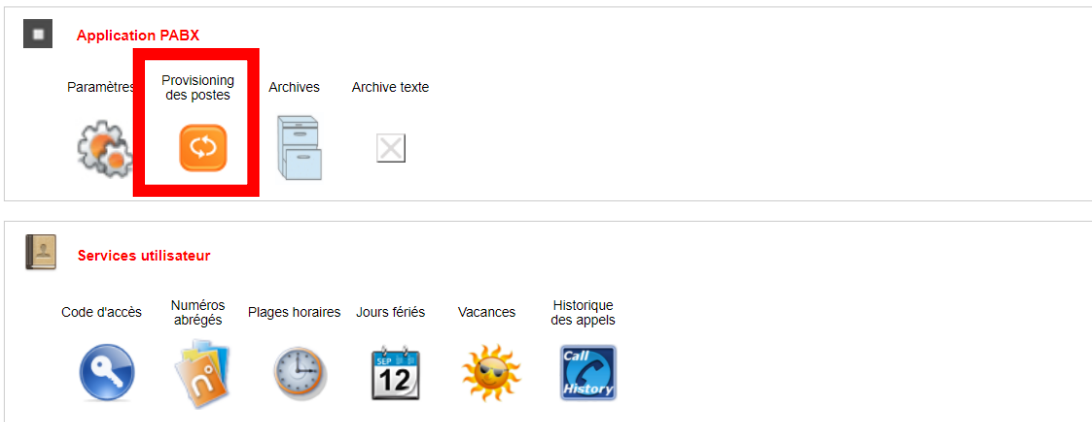 Application PABX
Paramètres
Provisioning
des postes
Archives
Archive texte
Services utilisateur
Code d'accès
Numéros
abrégés
Plages horaires
Jours fériés
Vacances
Historique
des appels
n°
SEP
12
Call
History